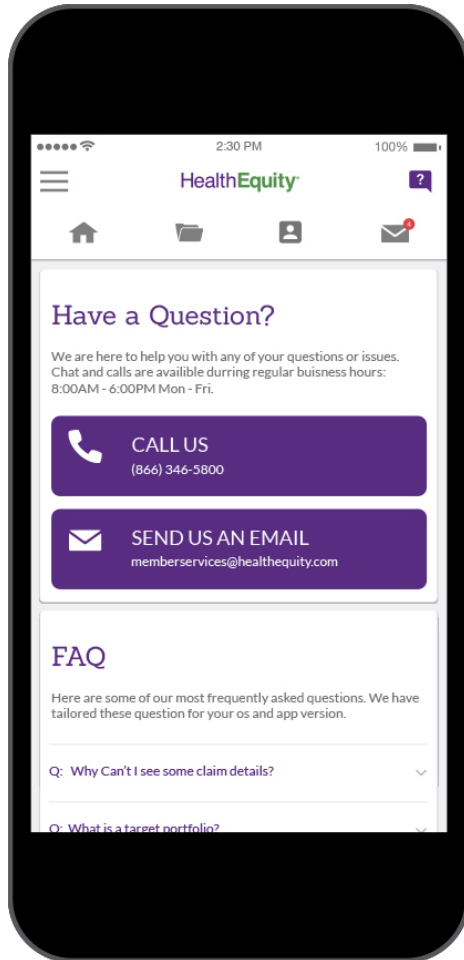 2:30 PM 100%
HealthEquity
?
4
Have a Question?
We are here to help you with any of your questions or issues.
Chat and calls are availible durring regular buisness hours:
8:00AM - 6:00PM Mon - Fri.
CALL US
(866) 346-5800
SEND US AN EMAIL
memberservices@healthequity.com
FAQ
Here are some of our most frequently asked questions. We have
tailored these question for your os and app version.
Q: Why Can't I see some claim details?
Q: What is a target portfolio?